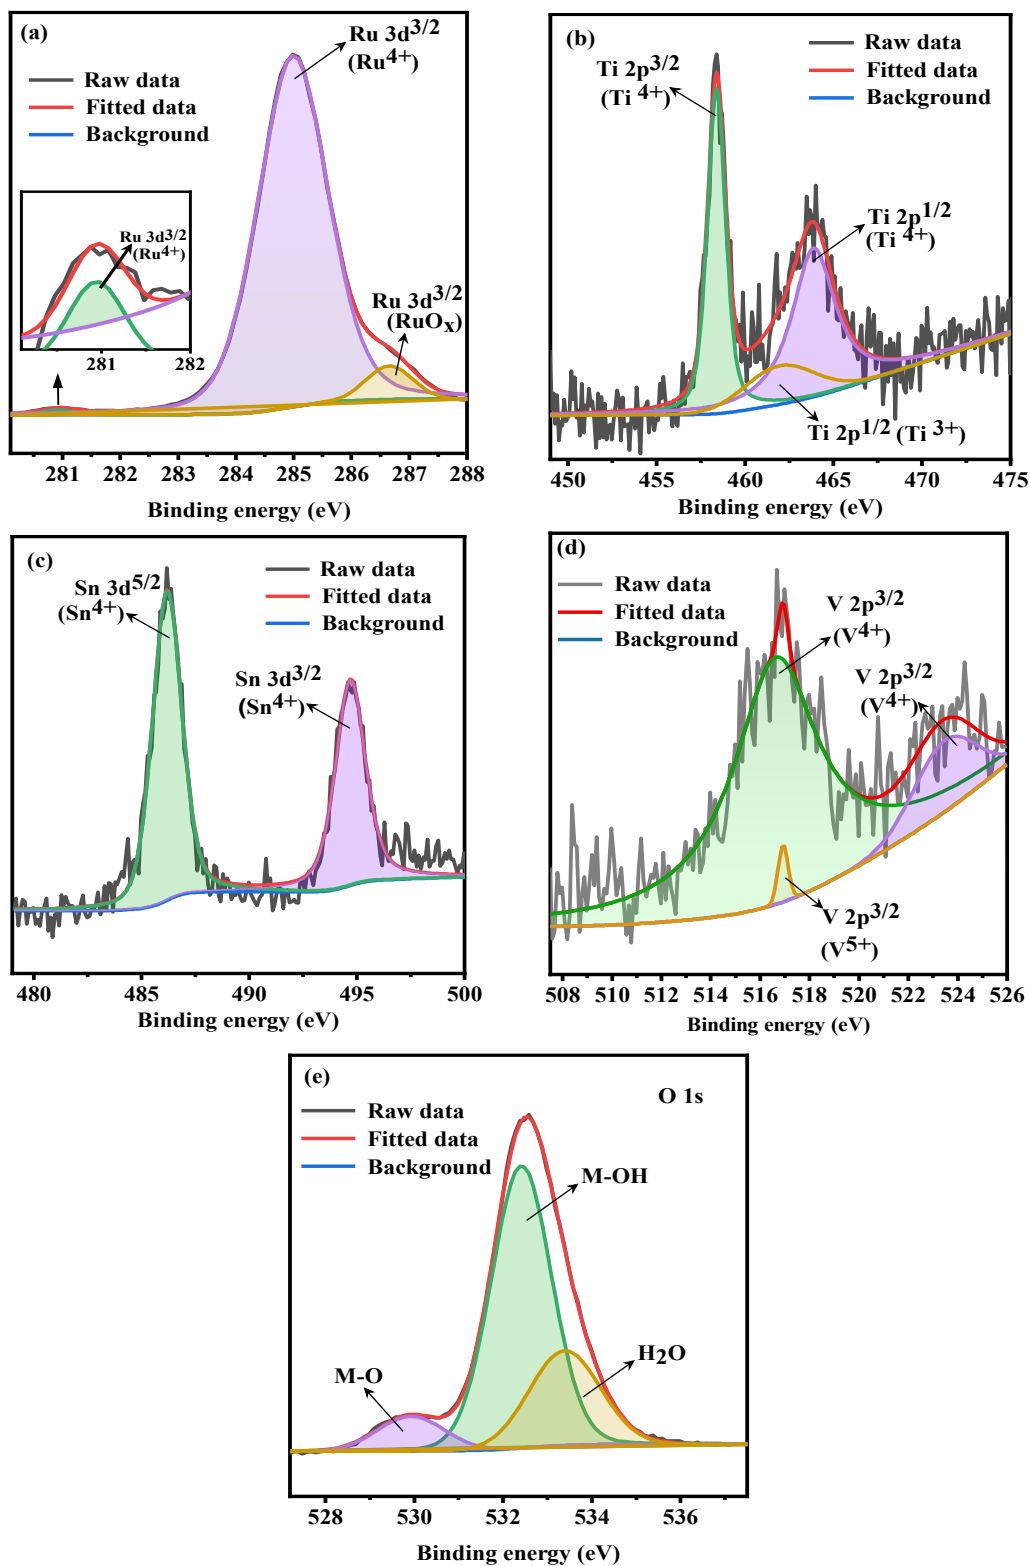 (a)
Ru 3d3/2
(Ru4+)
Raw data
Fitted data
Background
Ru 3d3/2
(Ru4+)
281
282
Ru 3d3/2
(RuOx)
281 282 283 284 285 286 287 288
Binding energy (eV)
(b)
Raw data
Fitted data
Background
Ti 2p3/2
(Ti 4+)
Ti 2p1/2
(Ti 4+)
Ti 2p1/2 (Ti 3+)
450 455 460 465 470 475
Binding energy (eV)
(c)
Sn 3d5/2
(Sn4+)
Raw data
Fitted data
Background
Sn 3d3/2
(Sn4+)
480 485 490 495 500
Binding energy (eV)
(d)
Raw data
Fitted data
Background
V 2p3/2
(V4+)
V 2p3/2
(V4+)
V 2p3/2
(V5+)
508 510 512 514 516 518 520 522 524 526
Binding energy (eV)
(e)
O 1s
Raw data
Fitted data
Background
M-OH
H2O
M-O
528 530 532 534 536
Binding energy (eV)